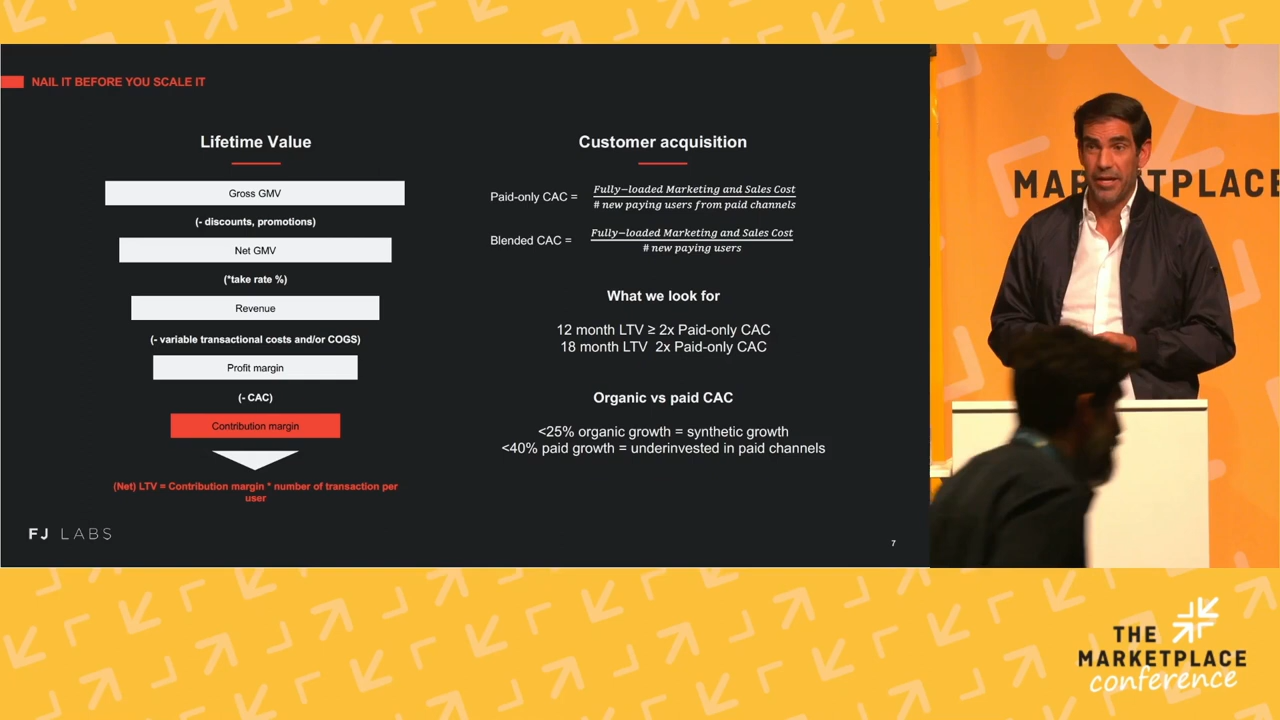 NAIL IT BEFORE YOU SCALE IT
Lifetime Value
Gross GMV
(- discounts, promotions)
Net GMV
(*take rate %)
Revenue
(- variable transactional costs and/or COGS)
Profit margin
(- CAC)
Contribution margin
(Net) LTV = Contribution margin * number of transaction per
user
Customer acquisition
Paid-only CAC = Fully−loaded Marketing and Sales Cost
# new paying users from paid channels
Blended CAC = Fully−loaded Marketing and Sales Cost
# new paying users
What we look for
12 month LTV ≥ 2x Paid-only CAC
18 month LTV 2x Paid-only CAC
Organic vs paid CAC
<25% organic growth = synthetic growth
<40% paid growth = underinvested in paid channels
FJ LABS
7
MAR TPLACE
THE
MARKETPLACE
conference